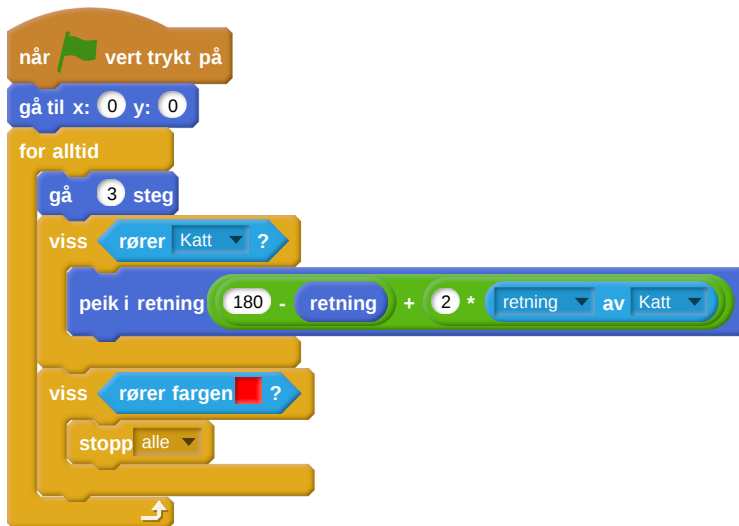 når vert trykt på
gå til x: 0 y: 0
for alltid
gå 3 steg
viss rører Katt ?
peik i retning 180 - retning + 2 * retning av Katt
viss rører fargen ?
stopp alle